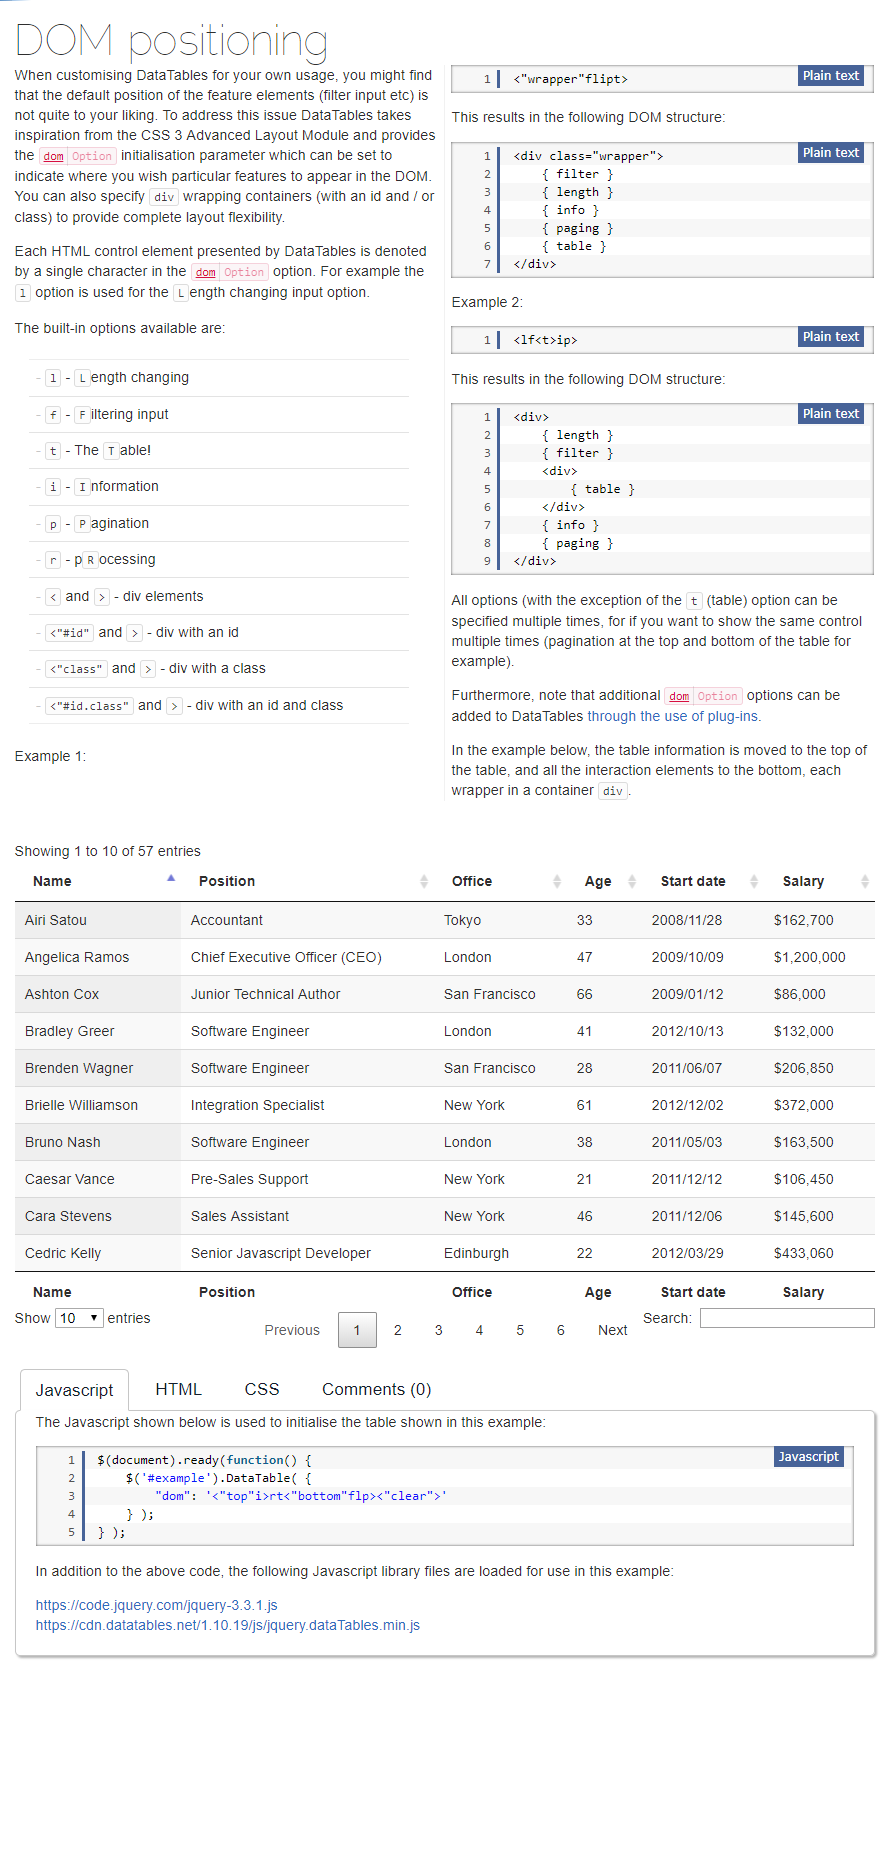 DOM positioning
When customising DataTables for your own usage, you might find
that the default position of the feature elements (filter input etc) is
not quite to your liking. To address this issue DataTables takes
inspiration from the CSS 3 Advanced Layout Module and provides
the dom Option initialisation parameter which can be set to
indicate where you wish particular features to appear in the DOM.
You can also specify div wrapping containers (with an id and / or
class) to provide complete layout flexibility.
Each HTML control element presented by DataTables is denoted
by a single character in the dom Option option. For example the
l option is used for the Length changing input option.
The built-in options available are:
- l - Length changing
- f - Filtering input
- t - The Table!
- i - Information
- p - Pagination
- r - pRocessing
- < and > - div elements
- <"#id" and > - div with an id
- <"class" and > - div with a class
- <"#id.class" and > - div with an id and class
Example 1:
1 <"wrapper"flipt> Plain text
This results in the following DOM structure:
1 <div class="wrapper"> Plain text
2 { filter }
3 { length }
4 { info }
5 { paging }
6 { table }
7 </div>
Example 2:
1 <lf<t>ip> Plain text
This results in the following DOM structure:
1 <div> Plain text
2 { length }
3 { filter }
4 <div>
5 { table }
6 </div>
7 { info }
8 { paging }
9 </div>
All options (with the exception of the t (table) option can be
specified multiple times, for if you want to show the same control
multiple times (pagination at the top and bottom of the table for
example).
Furthermore, note that additional dom Option options can be
added to DataTables through the use of plug-ins.
In the example below, the table information is moved to the top of
the table, and all the interaction elements to the bottom, each
wrapper in a container div.
Showing 1 to 10 of 57 entries
Name Position Office Age Start date Salary
Airi Satou Accountant Tokyo 33 2008/11/28 $162,700
Angelica Ramos Chief Executive Officer (CEO) London 47 2009/10/09 $1,200,000
Ashton Cox Junior Technical Author San Francisco 66 2009/01/12 $86,000
Bradley Greer Software Engineer London 41 2012/10/13 $132,000
Brenden Wagner Software Engineer San Francisco 28 2011/06/07 $206,850
Brielle Williamson Integration Specialist New York 61 2012/12/02 $372,000
Bruno Nash Software Engineer London 38 2011/05/03 $163,500
Caesar Vance Pre-Sales Support New York 21 2011/12/12 $106,450
Cara Stevens Sales Assistant New York 46 2011/12/06 $145,600
Cedric Kelly Senior Javascript Developer Edinburgh 22 2012/03/29 $433,060
Name Position Office Age Start date Salary
Show 10 entries Previous 1 2 3 4 5 6 Next Search:
Javascript HTML CSS Comments (0)
The Javascript shown below is used to initialise the table shown in this example:
1 $(document).ready(function() { Javascript
2 $('#example').DataTable( {
3 "dom": '<"top"i>rt<"bottom"flp><"clear">'
4 } );
5 } );
In addition to the above code, the following Javascript library files are loaded for use in this example:
https://code.jquery.com/jquery-3.3.1.js
https://cdn.datatables.net/1.10.19/js/jquery.dataTables.min.js